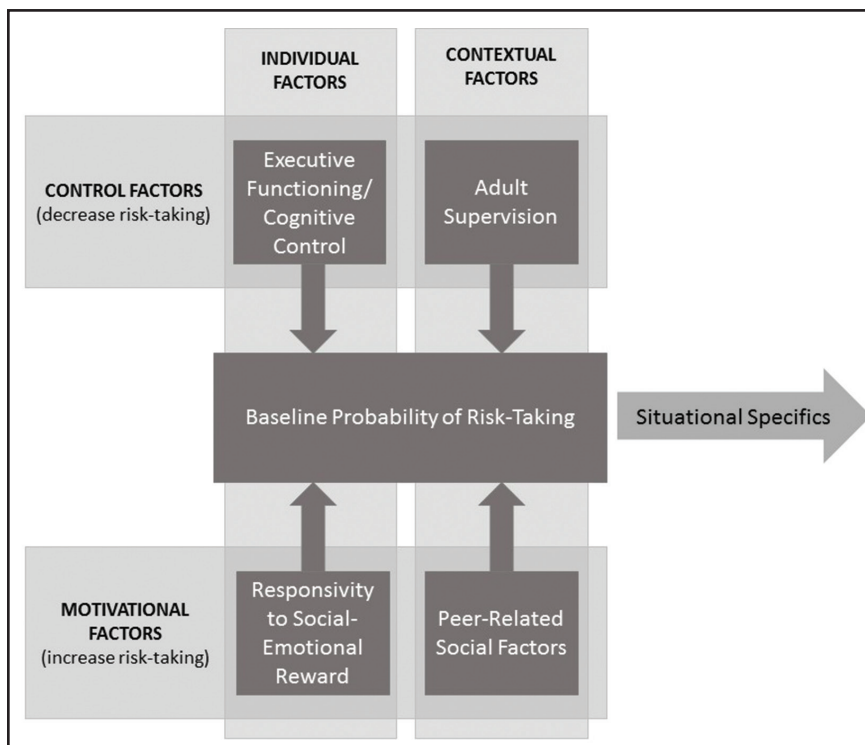 INDIVIDUAL
FACTORS
CONTEXTUAL
FACTORS
CONTROL FACTORS
(decrease risk-taking)
Executive
Functioning/
Cognitive
Control
Adult
Supervision
Baseline Probability of Risk-Taking
Situational Specifics
MOTIVATIONAL
FACTORS
(increase risk-taking)
Responsivity
to Social-
Emotional
Reward
Peer-Related
Social Factors